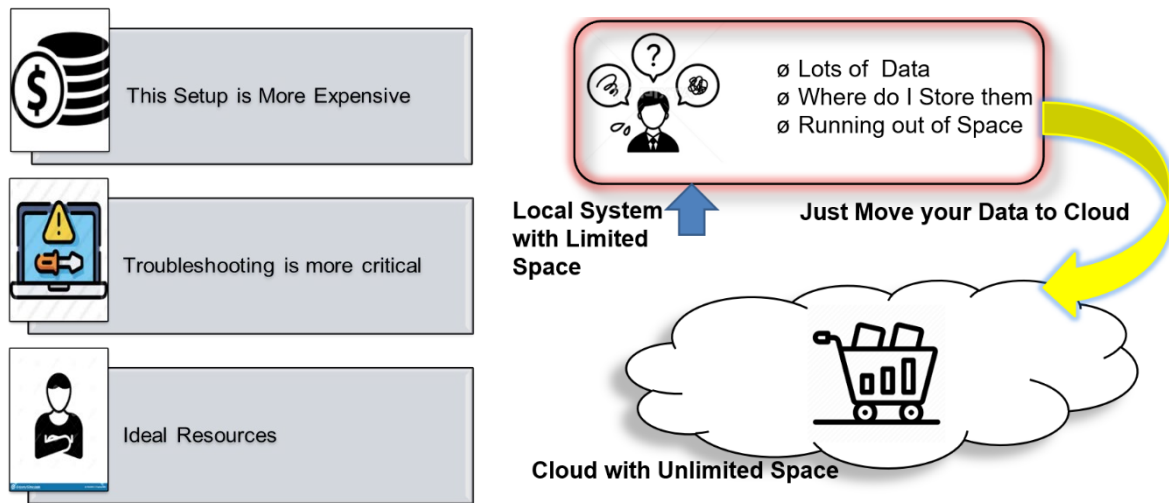 This Setup is More Expensive
Troubleshooting is more critical
Ideal Resources
ø Lots of Data
ø Where do I Store them
ø Running out of Space
Local System
with Limited
Space
Just Move your Data to Cloud
Cloud with Unlimited Space